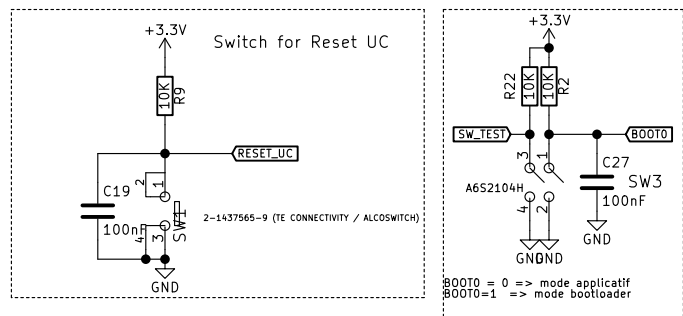 +3.3V
Switch for Reset UC
10K
R9
RESET_UC
2
1
C19
100nF
SW1
2-1437565-9 (TE CONNECTIVITY / ALCOSWITCH)
4
3
GND
+3.3V
R22
10K
10K
R2
SW_TEST
BOOT0
3
1
C27
SW3
A6S2104H
100nF
4
2
GND
GND
GND
BOOT0 = 0 => mode applicatif
BOOT0=1 => mode bootloader